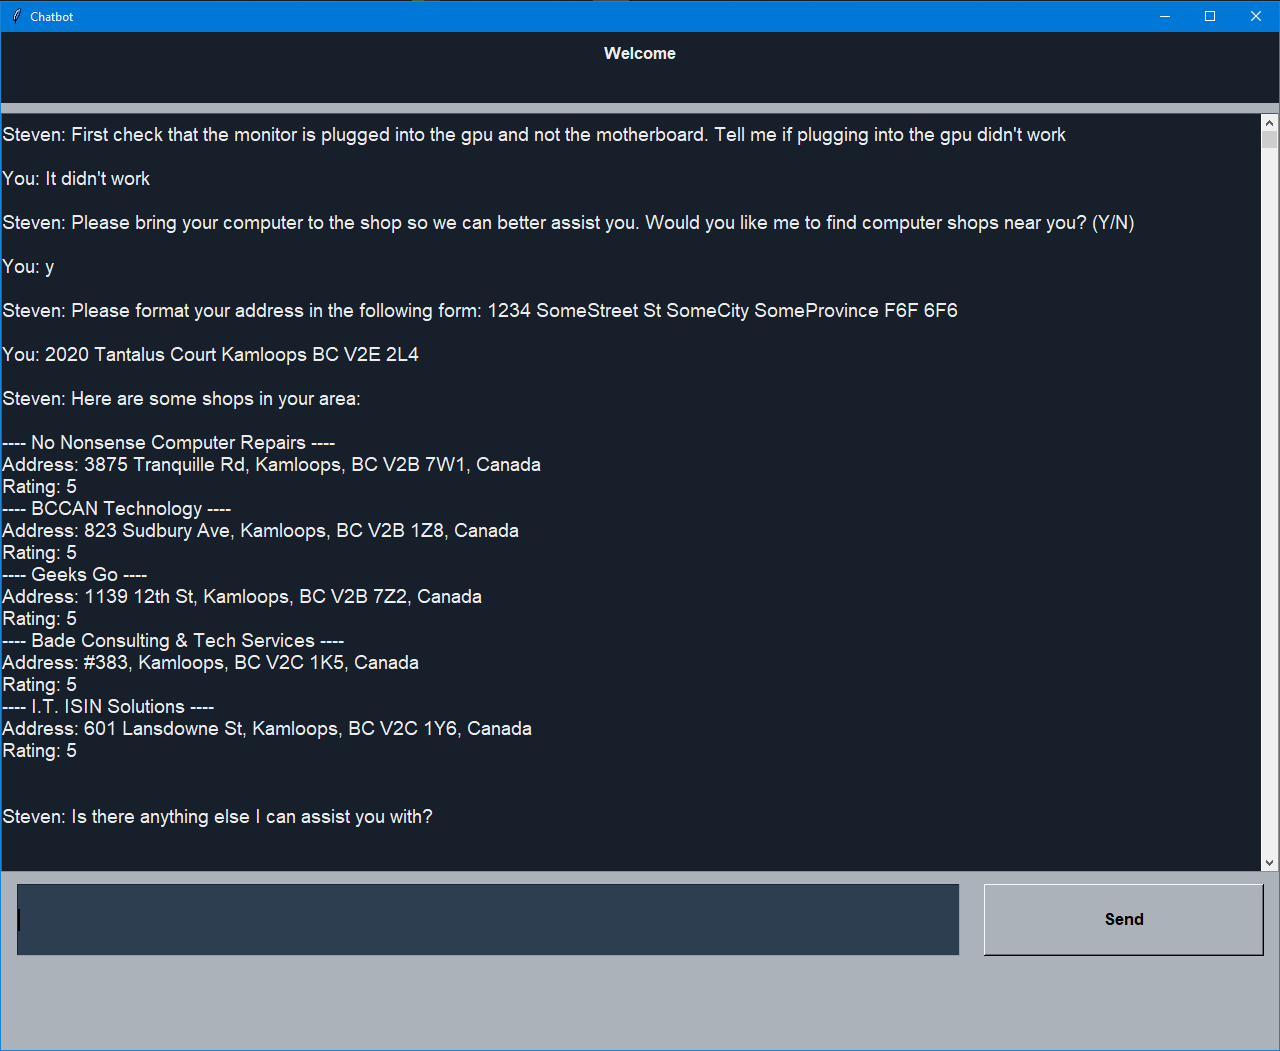 Chatbot
Welcome
Steven: First check that the monitor is plugged into the gpu and not the motherboard. Tell me if plugging into the gpu didn't work
You: It didn't work
Steven: Please bring your computer to the shop so we can better assist you. Would you like me to find computer shops near you? (Y/N)
You: y
Steven: Please format your address in the following form: 1234 SomeStreet St SomeCity SomeProvince F6F 6F6
You: 2020 Tantalus Court Kamloops BC V2E 2L4
Steven: Here are some shops in your area:
---- No Nonsense Computer Repairs ----
Address: 3875 Tranquille Rd, Kamloops, BC V2B 7W1, Canada
Rating: 5
---- BCCAN Technology ----
Address: 823 Sudbury Ave, Kamloops, BC V2B 1Z8, Canada
Rating: 5
---- Geeks Go ----
Address: 1139 12th St, Kamloops, BC V2B 7Z2, Canada
Rating: 5
---- Bade Consulting & Tech Services ----
Address: #383, Kamloops, BC V2C 1K5, Canada
Rating: 5
---- I.T. ISIN Solutions ----
Address: 601 Lansdowne St, Kamloops, BC V2C 1Y6, Canada
Rating: 5
Steven: Is there anything else I can assist you with?
Send